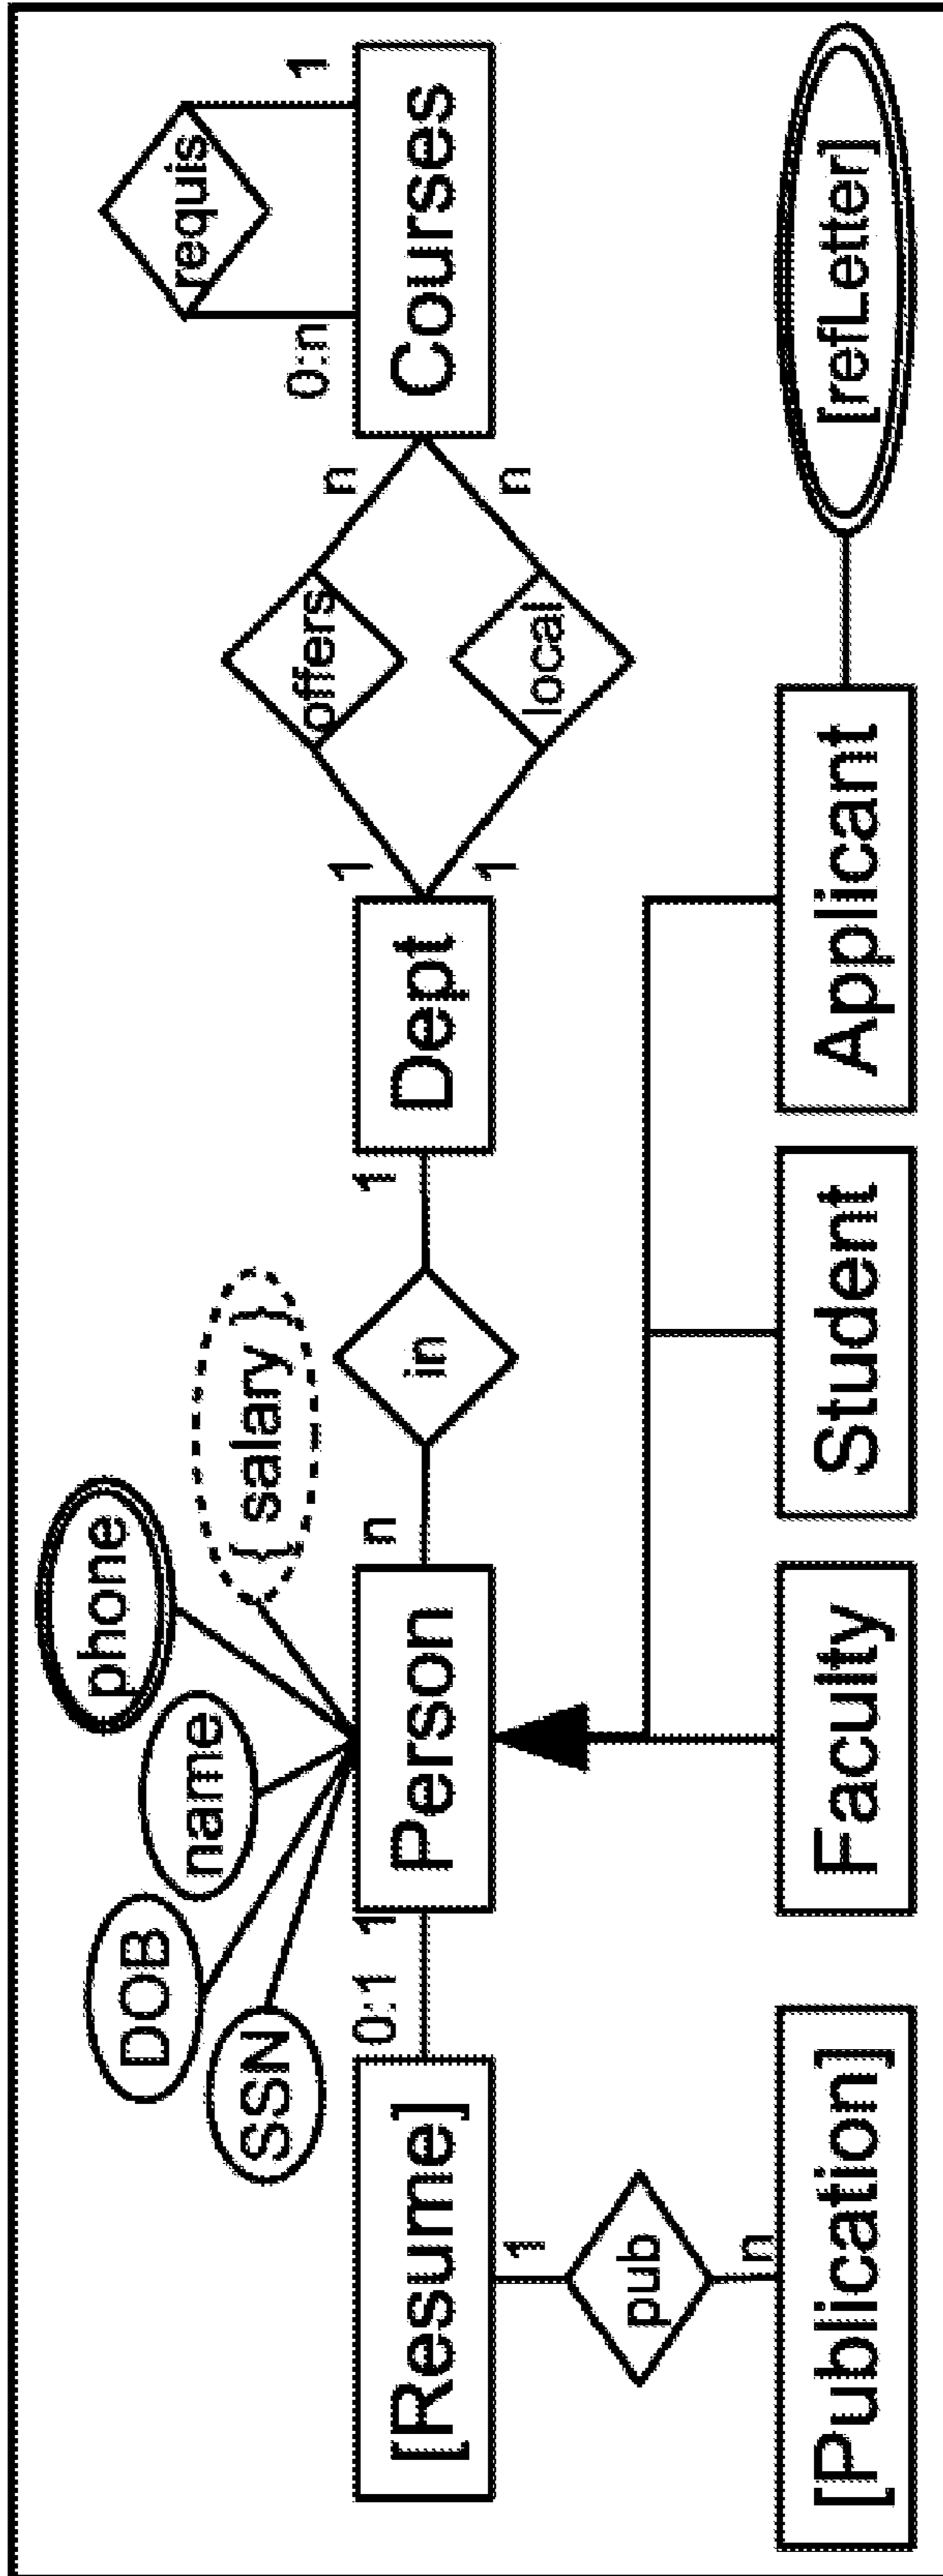 phone
{ salary }
DOB
name
SSN
requis
0:n
1
offers
1
n
[Resume]
0:1
1
Person
n
in
1
Dept
Courses
1
n
local
1
pub
n
[Publication]
Faculty
Student
Applicant
[refLetter]